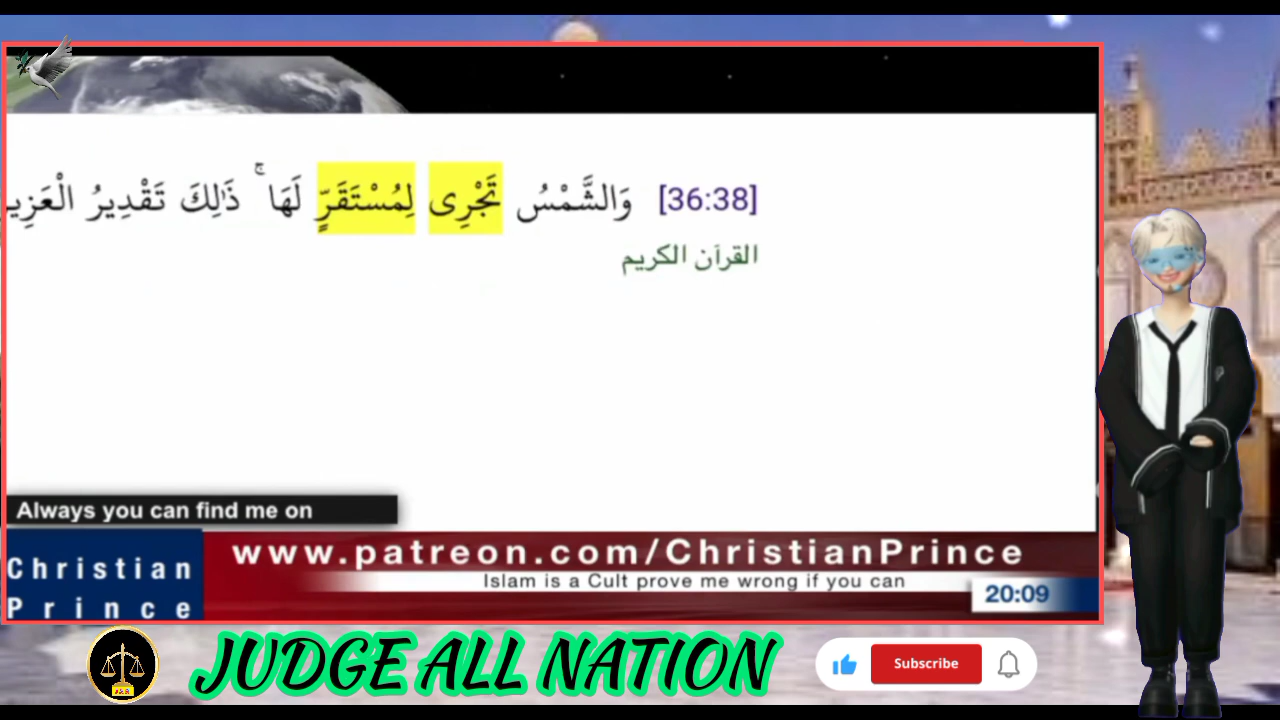 [36:38] وَالشَّمْسُ تَجْرِى لِمُسْتَقَرٍّ لَهَا ۚ ذَٰلِكَ تَقْدِيرُ
القرآن الكريم
Always you can find me on
www.patreon.com/ChristianPrince
Christian
Prince
Islam is a Cult prove me wrong if you can
20:09
JUDGE ALL NATION
Subscribe